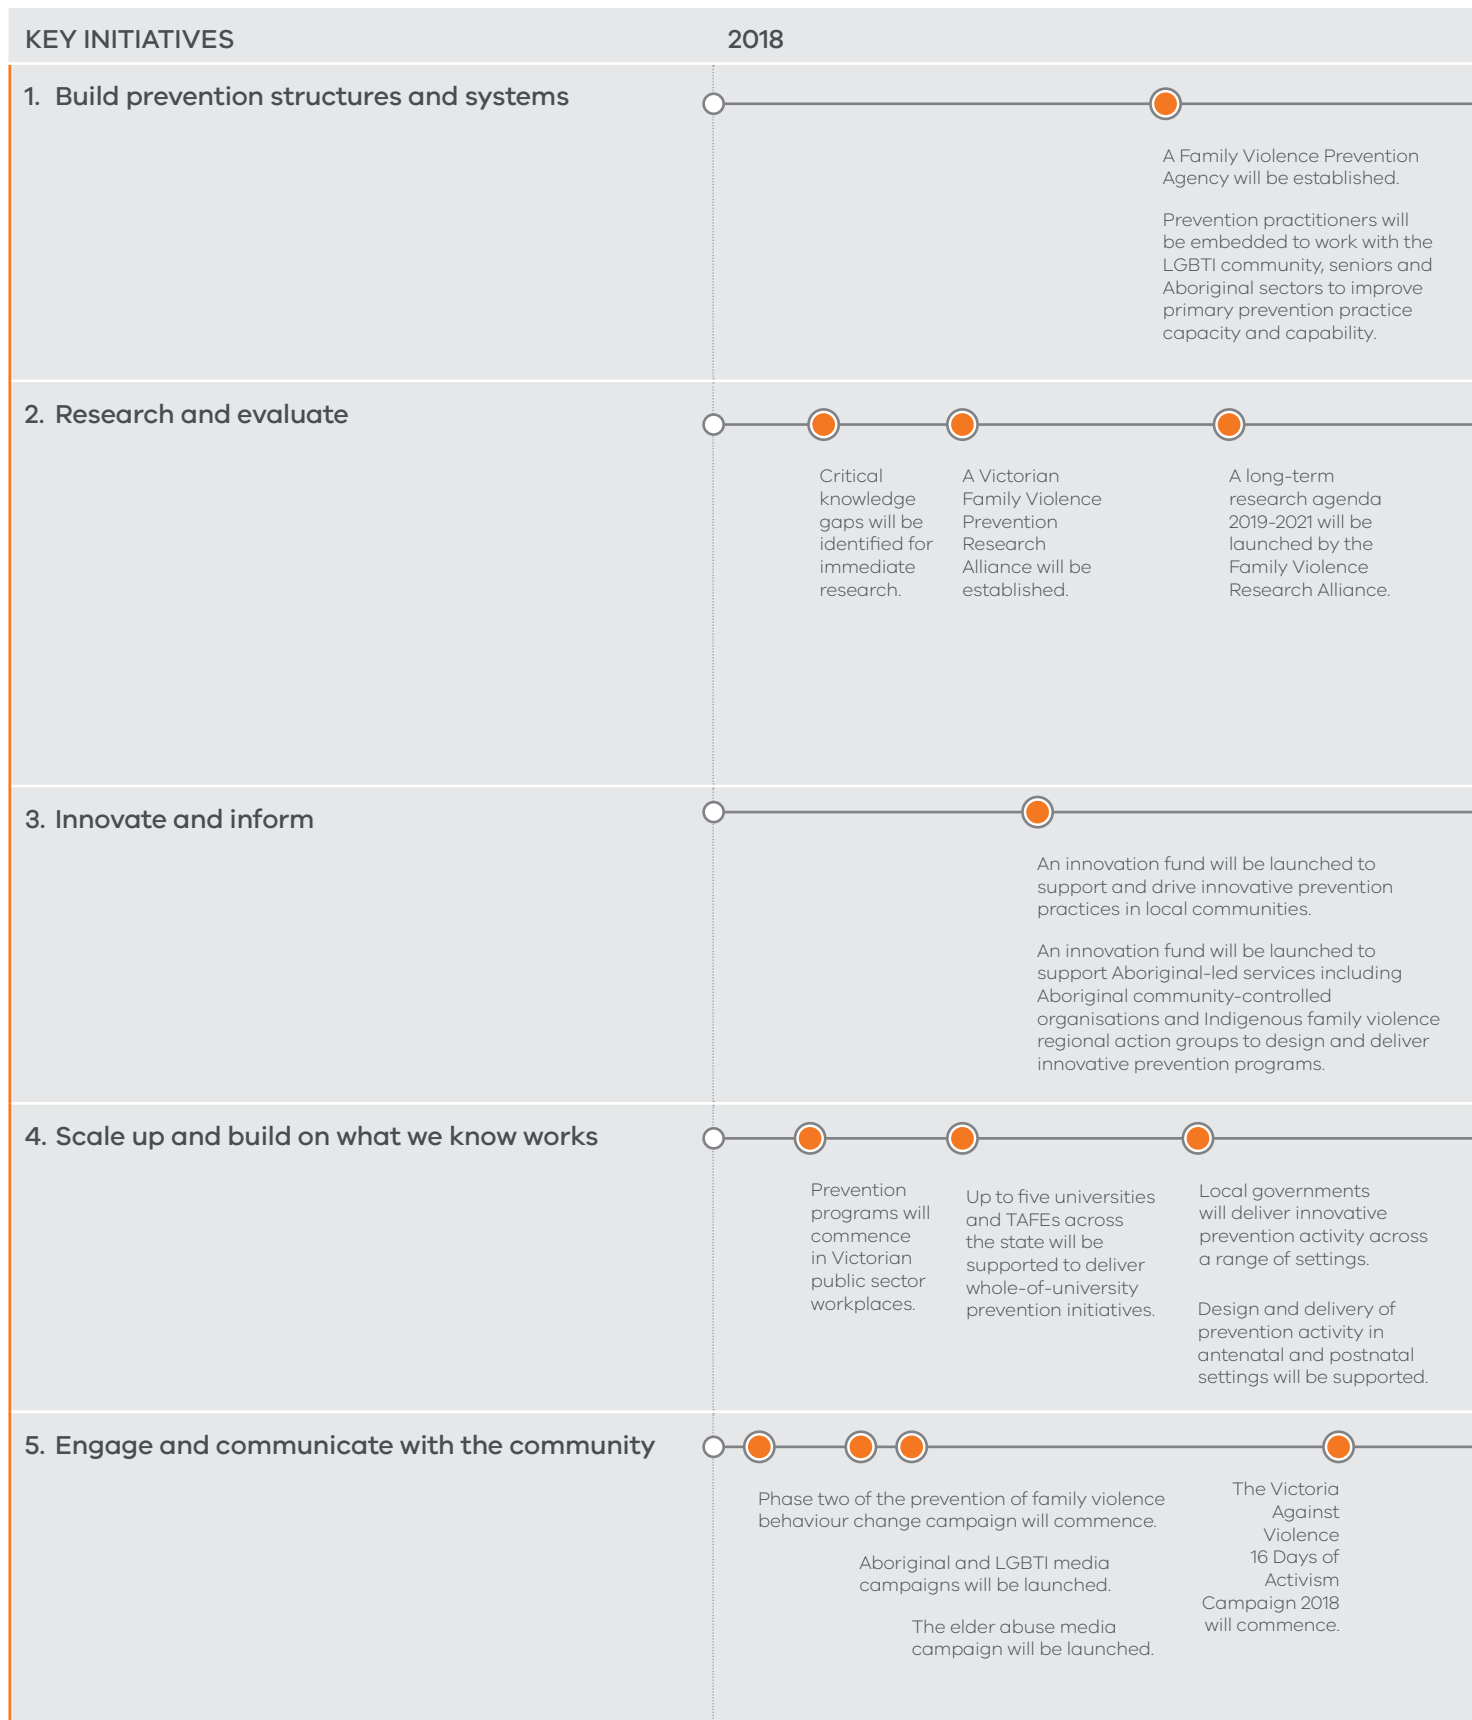 KEY INITIATIVES
2018
1. Build prevention structures and systems
A Family Violence Prevention
Agency will be established.
Prevention practitioners will
be embedded to work with the
LGBTI community, seniors and
Aboriginal sectors to improve
primary prevention practice
capacity and capability.
2. Research and evaluate
Critical
knowledge
gaps will be
identified for
immediate
research.
A Victorian
Family Violence
Prevention
Research
Alliance will be
established.
A long-term
research agenda
2019-2021 will be
launched by the
Family Violence
Research Alliance.
3. Innovate and inform
An innovation fund will be launched to
support and drive innovative prevention
practices in local communities.
An innovation fund will be launched to
support Aboriginal-led services including
Aboriginal community-controlled
organisations and Indigenous family violence
regional action groups to design and deliver
innovative prevention programs.
4. Scale up and build on what we know works
Prevention
programs will
commence
in Victorian
public sector
workplaces.
Up to five universities
and TAFEs across
the state will be
supported to deliver
whole-of-university
prevention initiatives.
Local governments
will deliver innovative
prevention activity across
a range of settings.
Design and delivery of
prevention activity in
antenatal and postnatal
settings will be supported.
5. Engage and communicate with the community
Phase two of the prevention of family violence
behaviour change campaign will commence.
Aboriginal and LGBTI media
campaigns will be launched.
The elder abuse media
campaign will be launched.
The Victoria
Against
Violence
16 Days of
Activism
Campaign 2018
will commence.